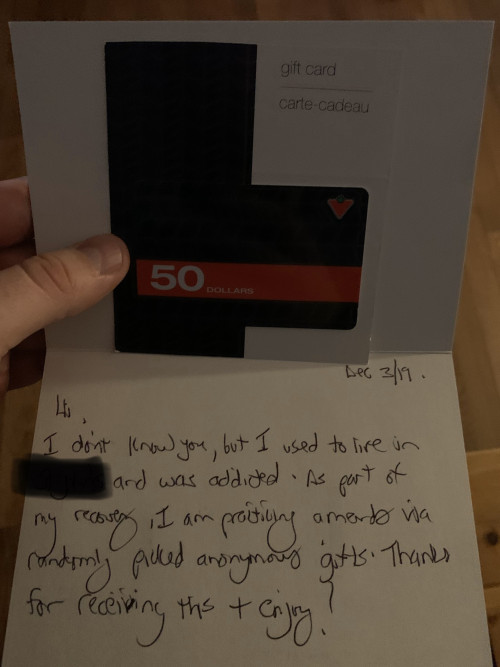 gift card
carte-cadeau
50 DOLLARS
Dec 3/19.
Hi,
I don't know you, but I used to live in
and was addicted. As part of
my recovery, I am practicing amends via
randomly picked anonymous gifts. Thanks
for receiving this + enjoy!